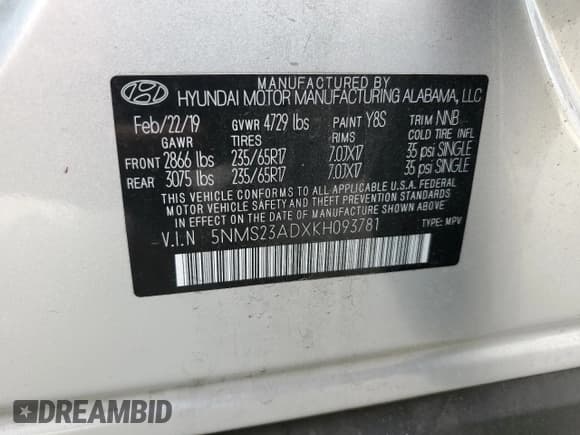 MANUFACTURED BY
HYUNDAI MOTOR MANUFACTURING ALABAMA, LLC
Feb/22/19 GVWR 4729 lbs PAINT Y8S TRIM NNB
GAWR TIRES RIMS COLD TIRE INFL
FRONT 2866 lbs 235/65R17 7.0JX17 35 psi SINGLE
REAR 3075 lbs 235/65R17 7.0JX17 35 psi SINGLE
THIS VEHICLE CONFORMS TO ALL APPLICABLE U.S.A. FEDERAL
MOTOR VEHICLE SAFETY, BUMPER, AND THEFT PREVENTION STANDARDS
IN EFFECT ON THE DATE OF MANUFACTURE SHOWN ABOVE.
V.I.N 5NMS23ADXKH093781 TYPE: MPV
DREAMBID